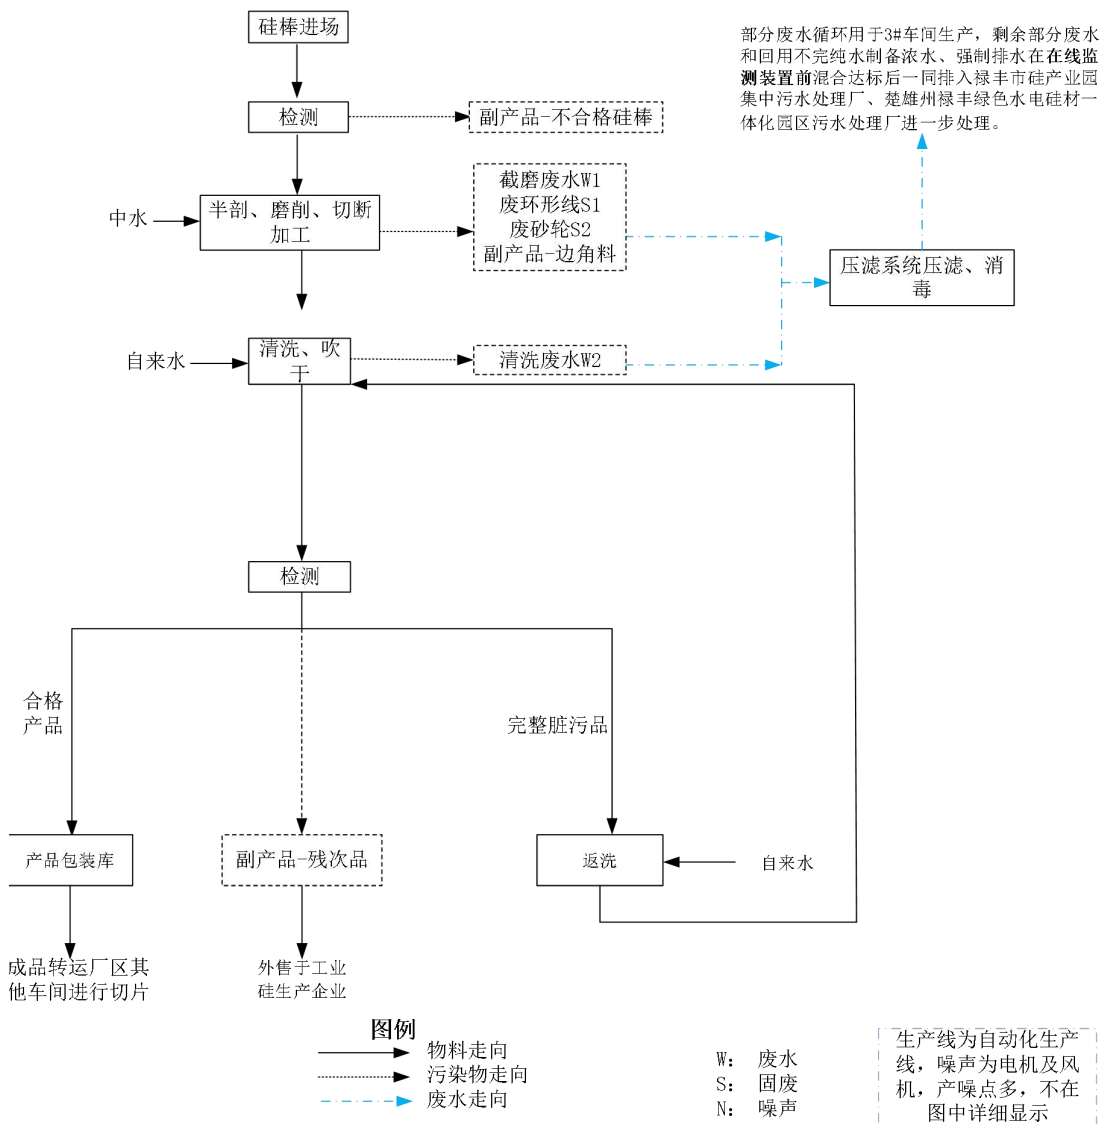 硅棒进场
部分废水循环用于3#车间生产，剩余部分废水
和回用不完纯水制备浓水、强制排水在在线监
测装置前混合达标后一同排入禄丰市硅产业园
集中污水处理厂、楚雄州禄丰绿色水电硅材一
体化园区污水处理厂进一步处理。
检测
副产品-不合格硅棒
中水
半剖、磨削、切断
加工
截磨废水W1
废环形线S1
废砂轮S2
副产品-边角料
压滤系统压滤、消
毒
自来水
清洗、吹
干
清洗废水W2
检测
合格
产品
完整脏污品
产品包装库
副产品-残次品
返洗
自来水
成品转运厂区其
他车间进行切片
外售于工业
硅生产企业
图例
物料走向
污染物走向
废水走向
W： 废水
S： 固废
N： 噪声
生产线为自动化生产
线，噪声为电机及风
机，产噪点多，不在
图中详细显示